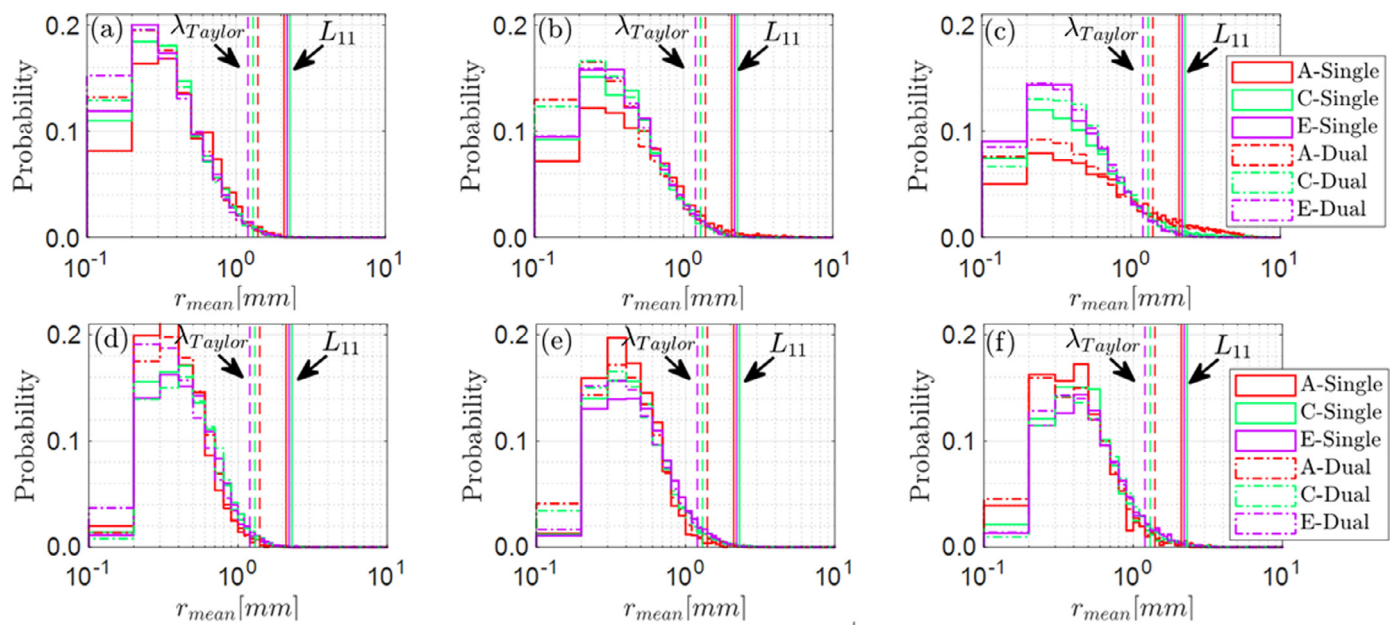 (a)
λTaylor
L11
0.2
0.1
0.0
Probability
10^-1
10^0
10^1
rmean[mm]
(b)
λTaylor
L11
0.2
0.1
0.0
Probability
10^-1
10^0
10^1
rmean[mm]
(c)
λTaylor
L11
0.2
0.1
0.0
Probability
10^-1
10^0
10^1
rmean[mm]
A-Single
C-Single
E-Single
A-Dual
C-Dual
E-Dual
(d)
λTaylor
L11
0.2
0.1
0.0
Probability
10^-1
10^0
10^1
rmean[mm]
(e)
λTaylor
L11
0.2
0.1
0.0
Probability
10^-1
10^0
10^1
rmean[mm]
(f)
λTaylor
L11
0.2
0.1
0.0
Probability
10^-1
10^0
10^1
rmean[mm]
A-Single
C-Single
E-Single
A-Dual
C-Dual
E-Dual